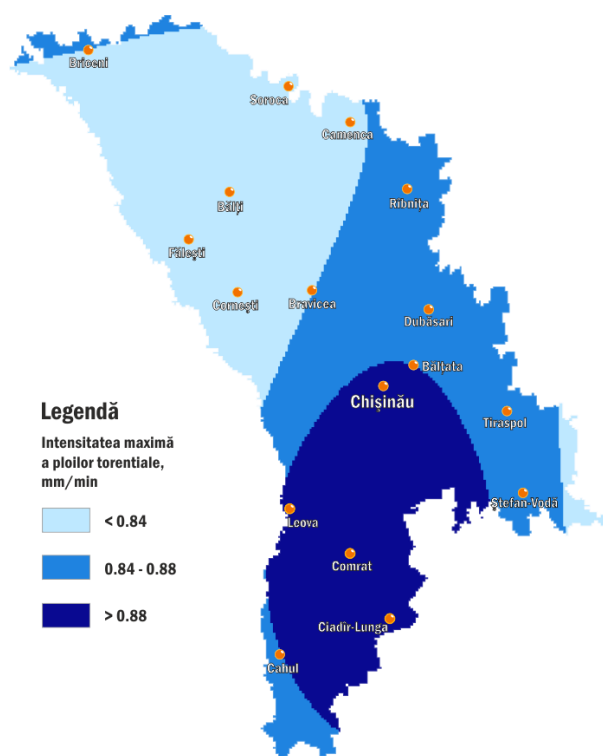 Briceni
Soroca
Camenca
Bălți
Rîbnița
Fălești
Cornești
Bravicea
Dubăsari
Bălțata
Chișinău
Tiraspol
Ștefan-Vodă
Leova
Comrat
Ciadîr-Lunga
Cahul
Legendă
Intensitatea maximă
a ploilor torentiale,
mm/min
< 0.84
0.84 - 0.88
> 0.88